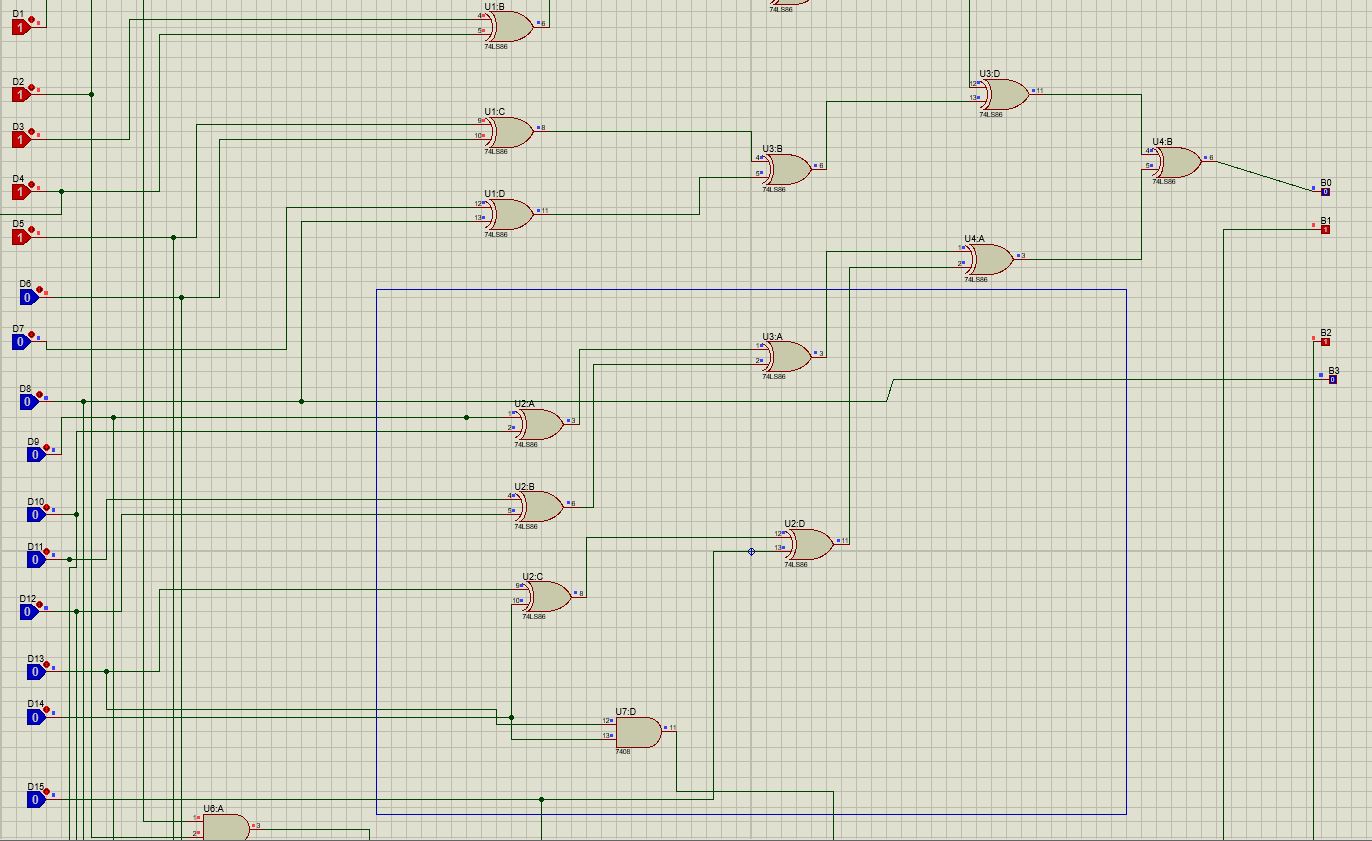 D1 1
U1:B 4 5 6 74LS86
74LS86
D2 1
U3:D 12 13 11 74LS86
D3 1
U1:C 9 10 8 74LS86
U3:B 4 5 6 74LS86
U4:B 4 5 6 74LS86
D4 1
B0 0
U1:D 12 13 11 74LS86
B1 1
D5 1
U4:A 1 2 3 74LS86
D6 0
D7 0
U3:A 1 2 3 74LS86
B2 1
B3 0
D8 0
U2:A 1 2 3 74LS86
D9 0
U2:B 4 5 6 74LS86
D10 0
U2:D 12 13 11 74LS86
D11 0
U2:C 9 10 8 74LS86
D12 0
D13 0
D14 0
U7:D 12 13 11 7408
D15 0
U6:A 1 2 3